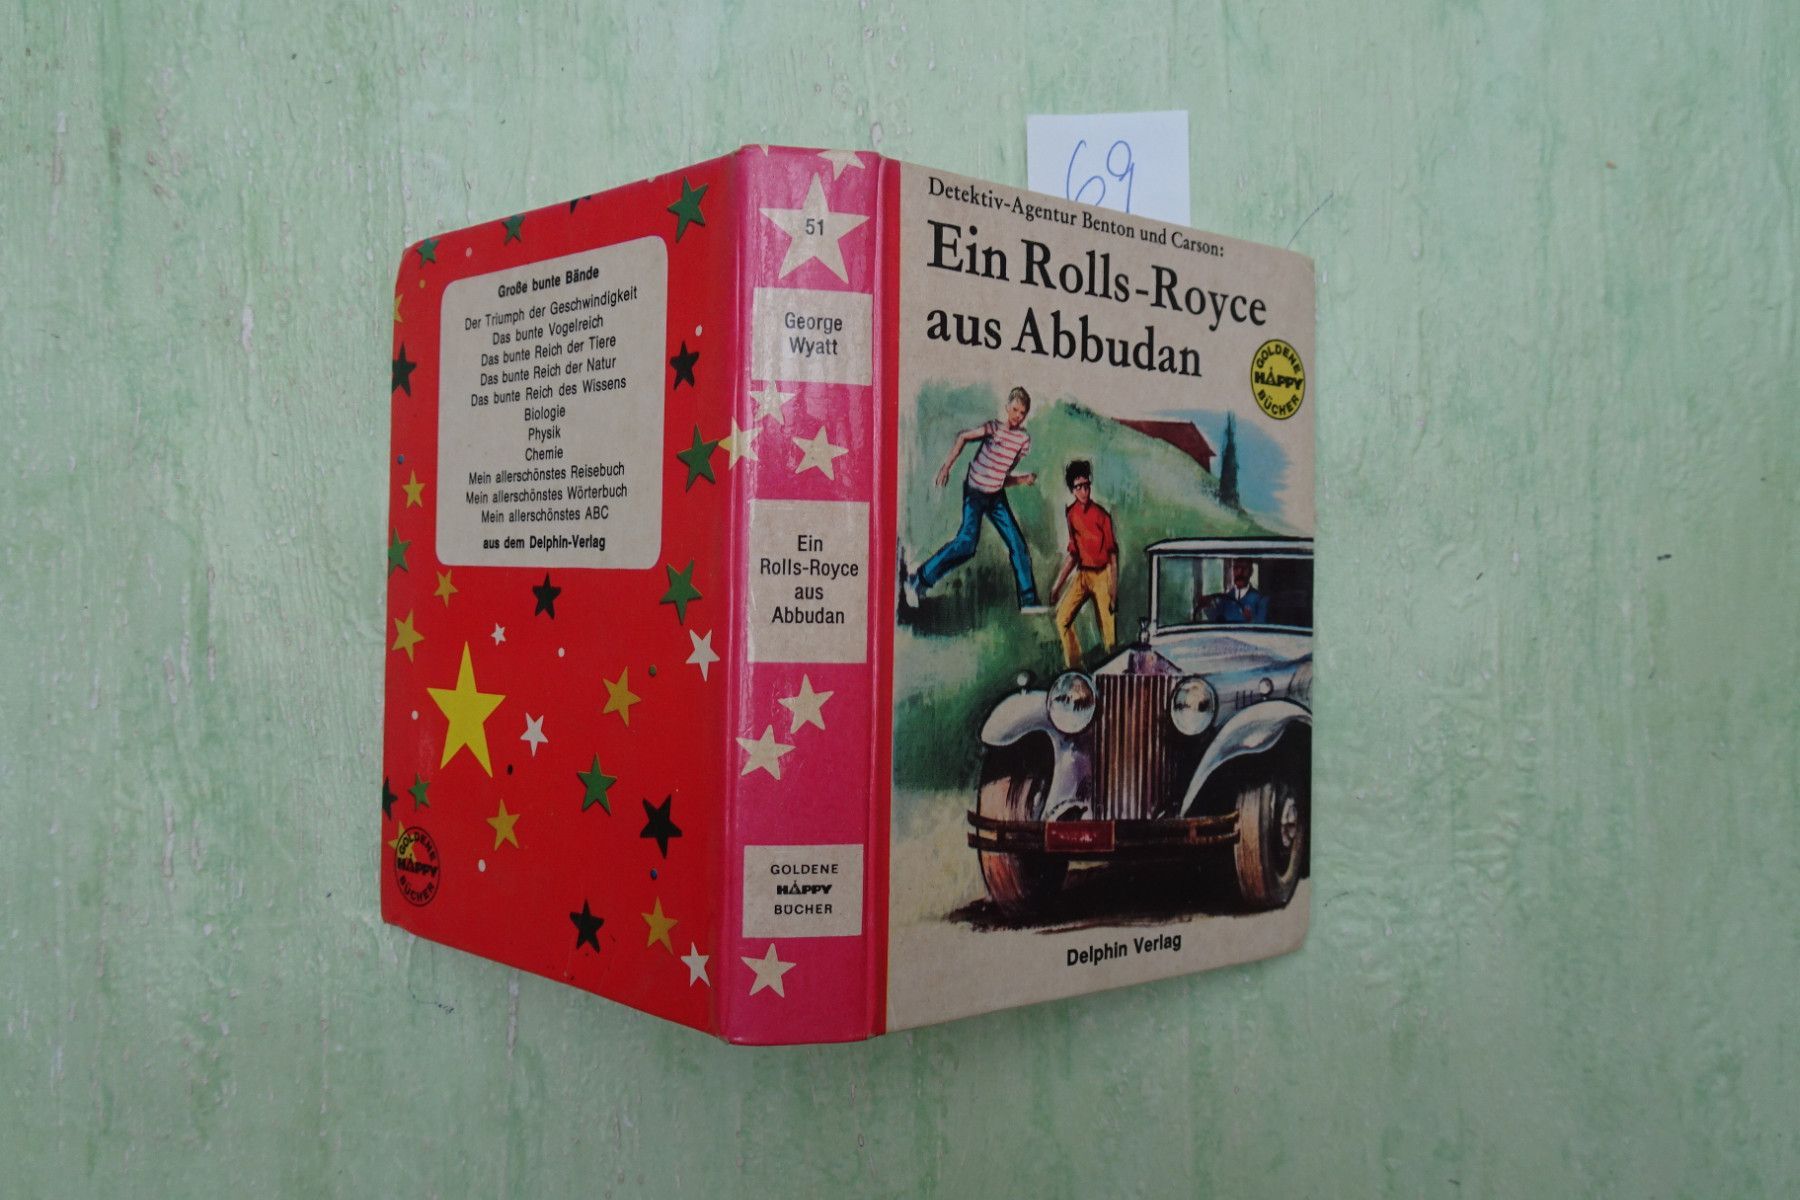 69
Große bunte Bände
Der Triumph der Geschwindigkeit
Das bunte Vogelreich
Das bunte Reich der Tiere
Das bunte Reich der Natur
Das bunte Reich des Wissens
Biologie
Physik
Chemie
Mein allerschönstes Reisebuch
Mein allerschönstes Wörterbuch
Mein allerschönstes ABC
aus dem Delphin-Verlag
GOLDENE
HAPPY
BÜCHER
51
George
Wyatt
Ein
Rolls-Royce
aus
Abbudan
GOLDENE
HAPPY
BÜCHER
Detektiv-Agentur Benton und Carson:
Ein Rolls-Royce
aus Abbudan
GOLDENE
HAPPY
BÜCHER
Delphin Verlag